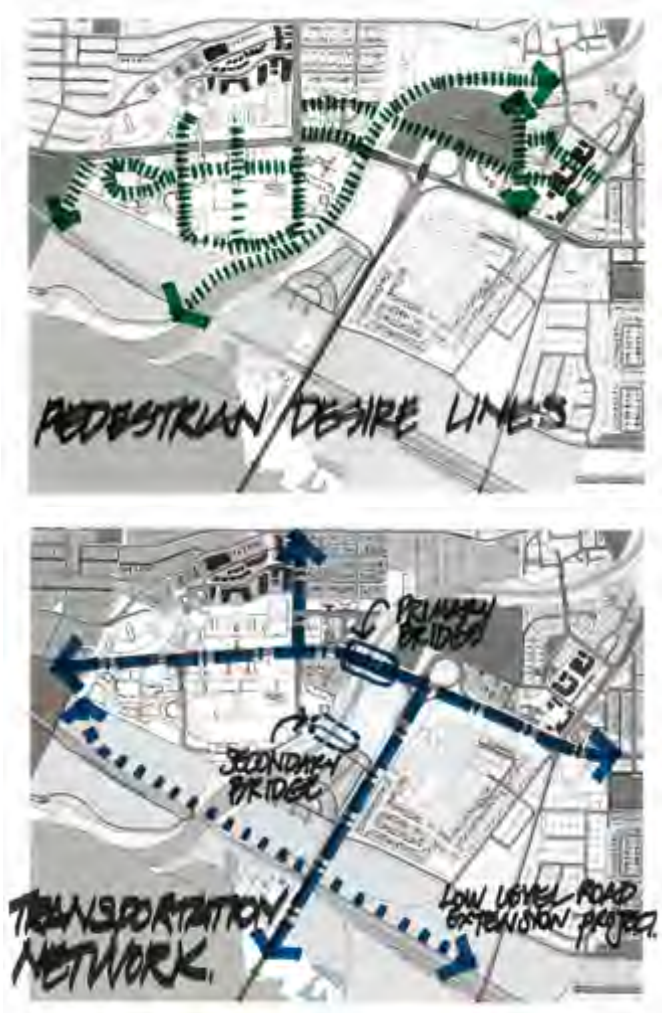 PEDESTRIAN DESIRE LINES
PRIMARY
BRIDGE
SECONDARY
BRIDGE
LOW LEVEL ROAD
EXTENSION PROJECT.
TRANSPORTATION
NETWORK.